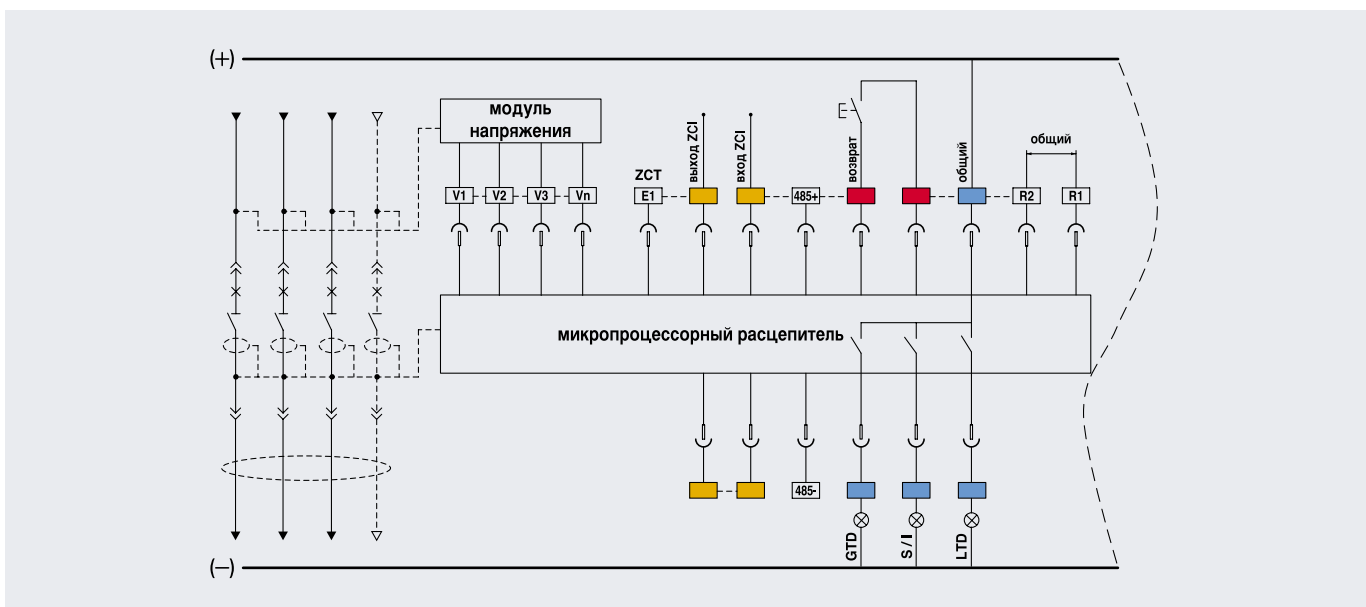 (+)
модуль
напряжения
ZCT
выход ZCI
вход ZCI
возврат
общий
общий
V1
V2
V3
Vn
E1
485+
R2
R1
микропроцессорный расцепитель
485-
GTD
S / I
LTD
(−)